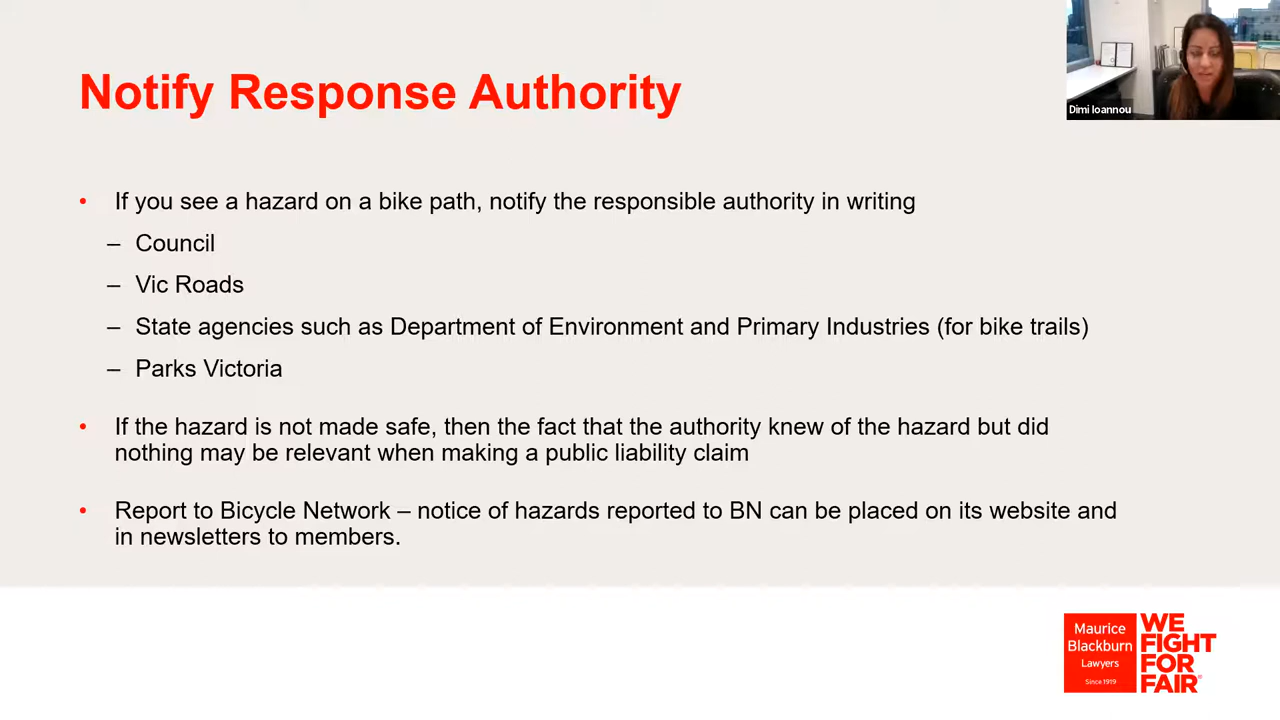 Notify Response Authority
Dimi Ioannou
• If you see a hazard on a bike path, notify the responsible authority in writing
– Council
– Vic Roads
– State agencies such as Department of Environment and Primary Industries (for bike trails)
– Parks Victoria
• If the hazard is not made safe, then the fact that the authority knew of the hazard but did
nothing may be relevant when making a public liability claim
• Report to Bicycle Network – notice of hazards reported to BN can be placed on its website and
in newsletters to members.
Maurice
Blackburn
Lawyers
Since 1919
WE
FIGHT
FOR
FAIR